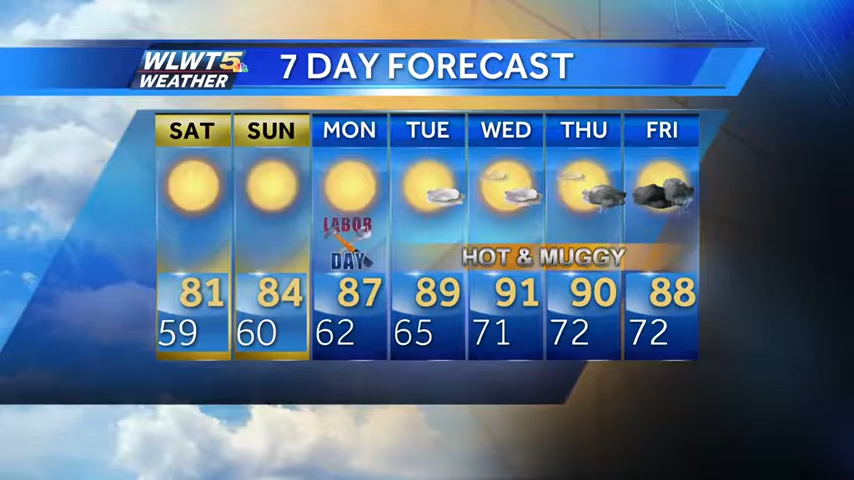 WLWT5
WEATHER
7 DAY FORECAST
SAT SUN MON TUE WED THU FRI
LABOR
DAY
HOT & MUGGY
81 84 87 89 91 90 88
59 60 62 65 71 72 72